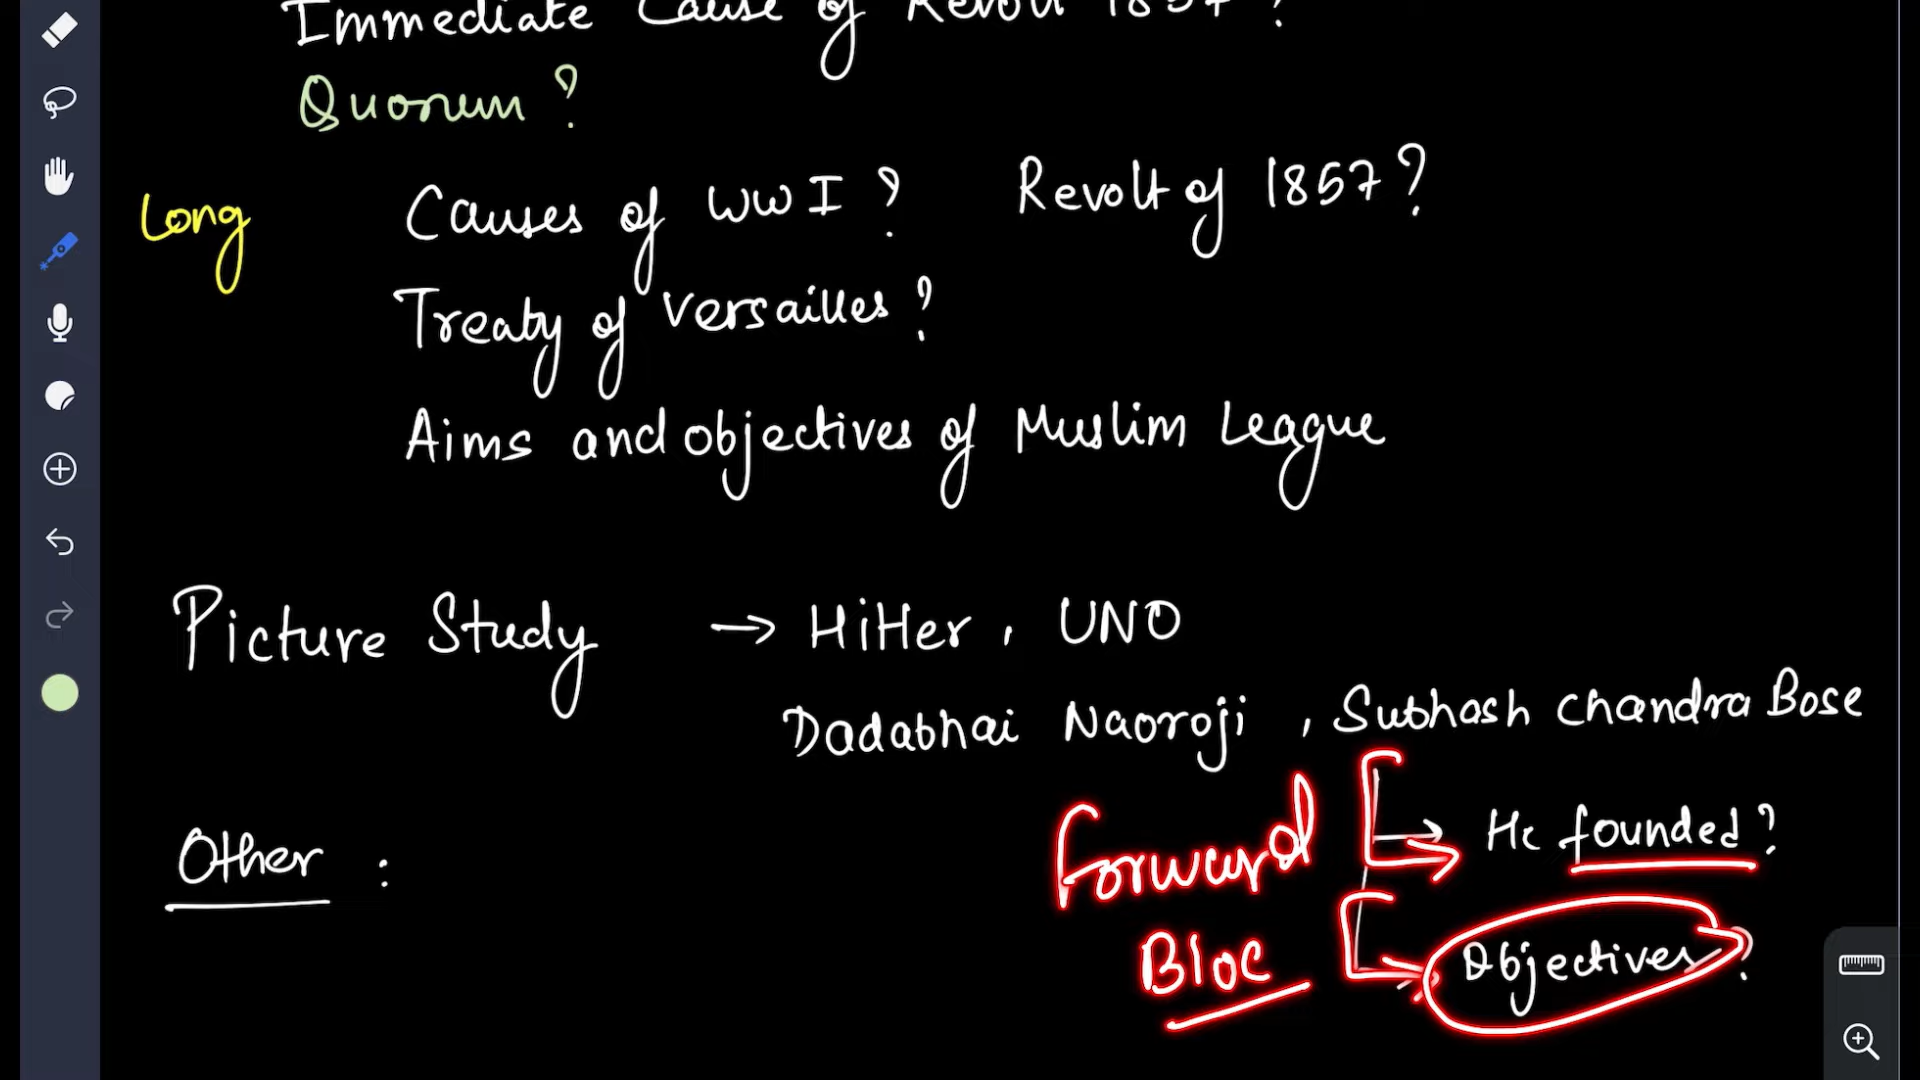 Immediate Cause of Revolt 1857?
Quorum?
Long
Causes of WW I? Revolt of 1857?
Treaty of Versailles?
Aims and objectives of Muslim League
Picture Study → Hitler, UNO
Dadabhai Naoroji, Subhash Chandra Bose
Forward → He founded?
Other :
Bloc → Objectives?